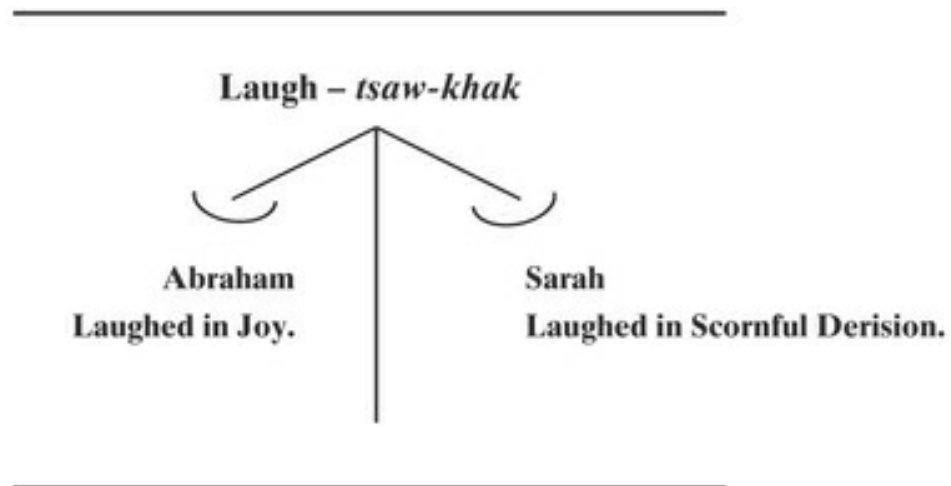 Laugh – tsaw-khak
Abraham
Laughed in Joy.
Sarah
Laughed in Scornful Derision.